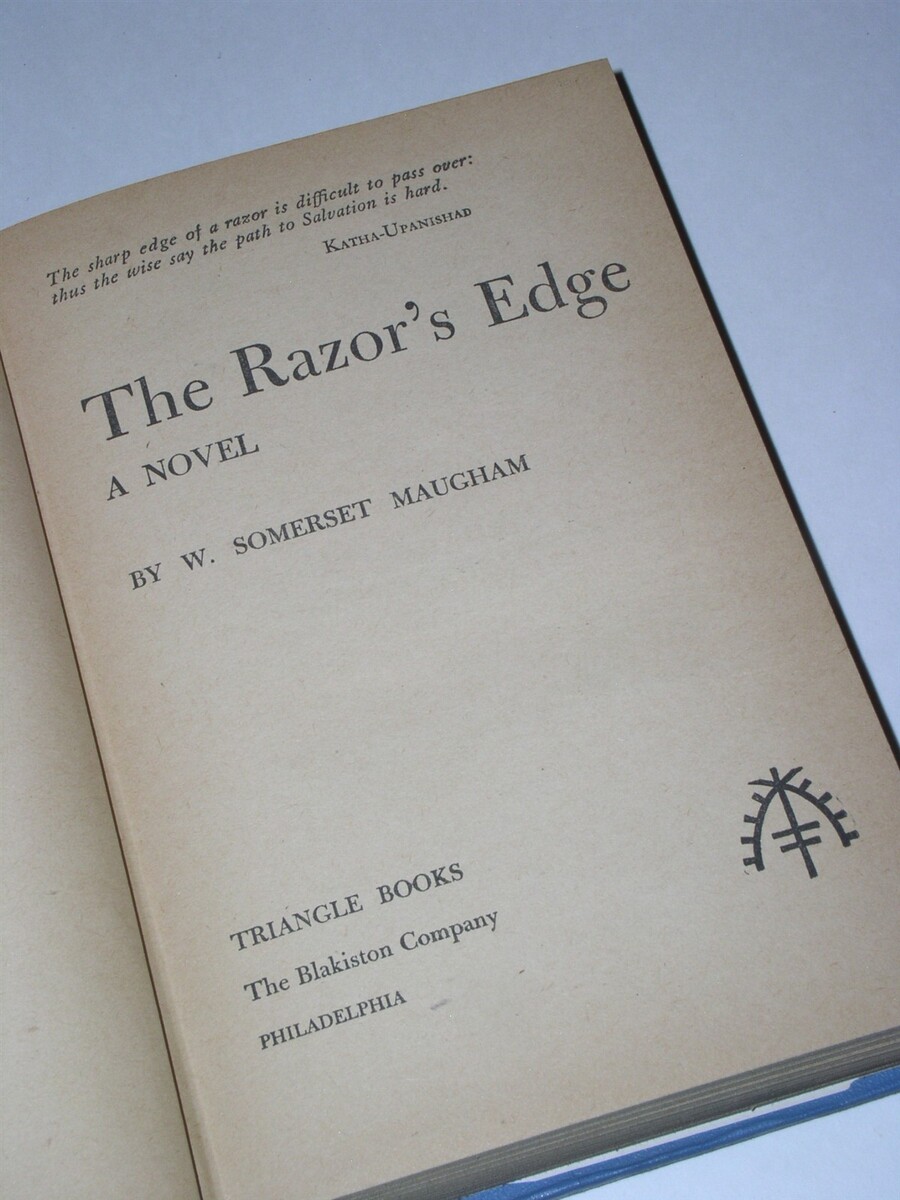 The sharp edge of a razor is difficult to pass over:
thus the wise say the path to Salvation is hard.
KATHA-UPANISHAD
The Razor's Edge
A NOVEL
BY W. SOMERSET MAUGHAM
TRIANGLE BOOKS
The Blakiston Company
PHILADELPHIA